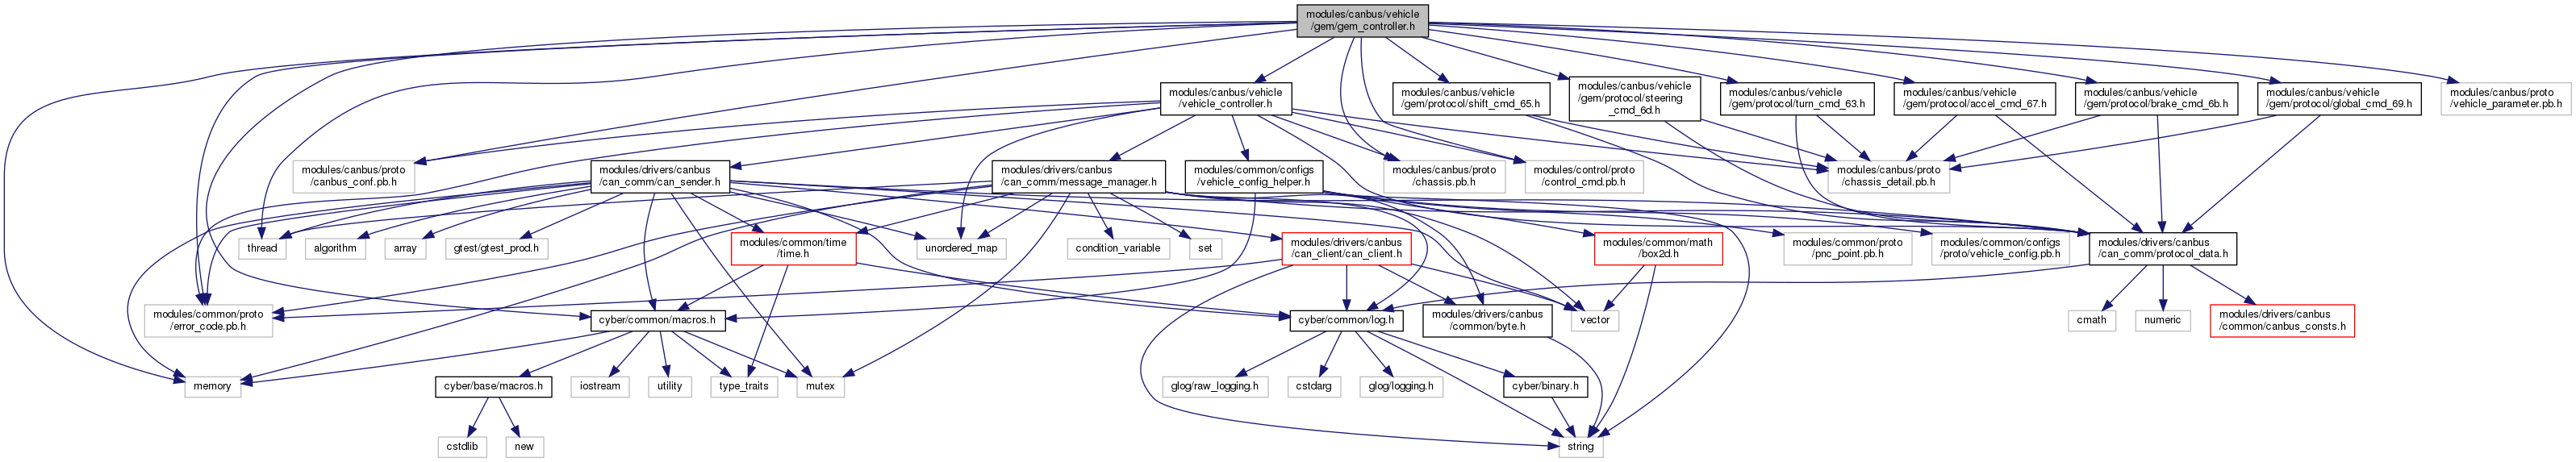 modules/canbus/vehicle
/gem/gem_controller.h
modules/canbus/vehicle
/vehicle_controller.h
modules/canbus/vehicle
/gem/protocol/shift_cmd_65.h
modules/canbus/vehicle
/gem/protocol/steering
_cmd_6d.h
modules/canbus/vehicle
/gem/protocol/turn_cmd_63.h
modules/canbus/vehicle
/gem/protocol/accel_cmd_67.h
modules/canbus/vehicle
/gem/protocol/brake_cmd_6b.h
modules/canbus/vehicle
/gem/protocol/global_cmd_69.h
modules/canbus/proto
/vehicle_parameter.pb.h
modules/canbus/proto
/canbus_conf.pb.h
modules/drivers/canbus
/can_comm/can_sender.h
modules/drivers/canbus
/can_comm/message_manager.h
modules/common/configs
/vehicle_config_helper.h
modules/canbus/proto
/chassis.pb.h
modules/control/proto
/control_cmd.pb.h
modules/canbus/proto
/chassis_detail.pb.h
thread
algorithm
array
gtest/gtest_prod.h
modules/common/time
/time.h
unordered_map
condition_variable
set
modules/drivers/canbus
/can_client/can_client.h
modules/common/math
/box2d.h
modules/common/proto
/pnc_point.pb.h
modules/common/configs
/proto/vehicle_config.pb.h
modules/drivers/canbus
/can_comm/protocol_data.h
modules/common/proto
/error_code.pb.h
cyber/common/macros.h
cyber/common/log.h
modules/drivers/canbus
/common/byte.h
vector
cmath
numeric
modules/drivers/canbus
/common/canbus_consts.h
memory
cyber/base/macros.h
iostream
utility
type_traits
mutex
glog/raw_logging.h
cstdarg
glog/logging.h
cyber/binary.h
cstdlib
new
string